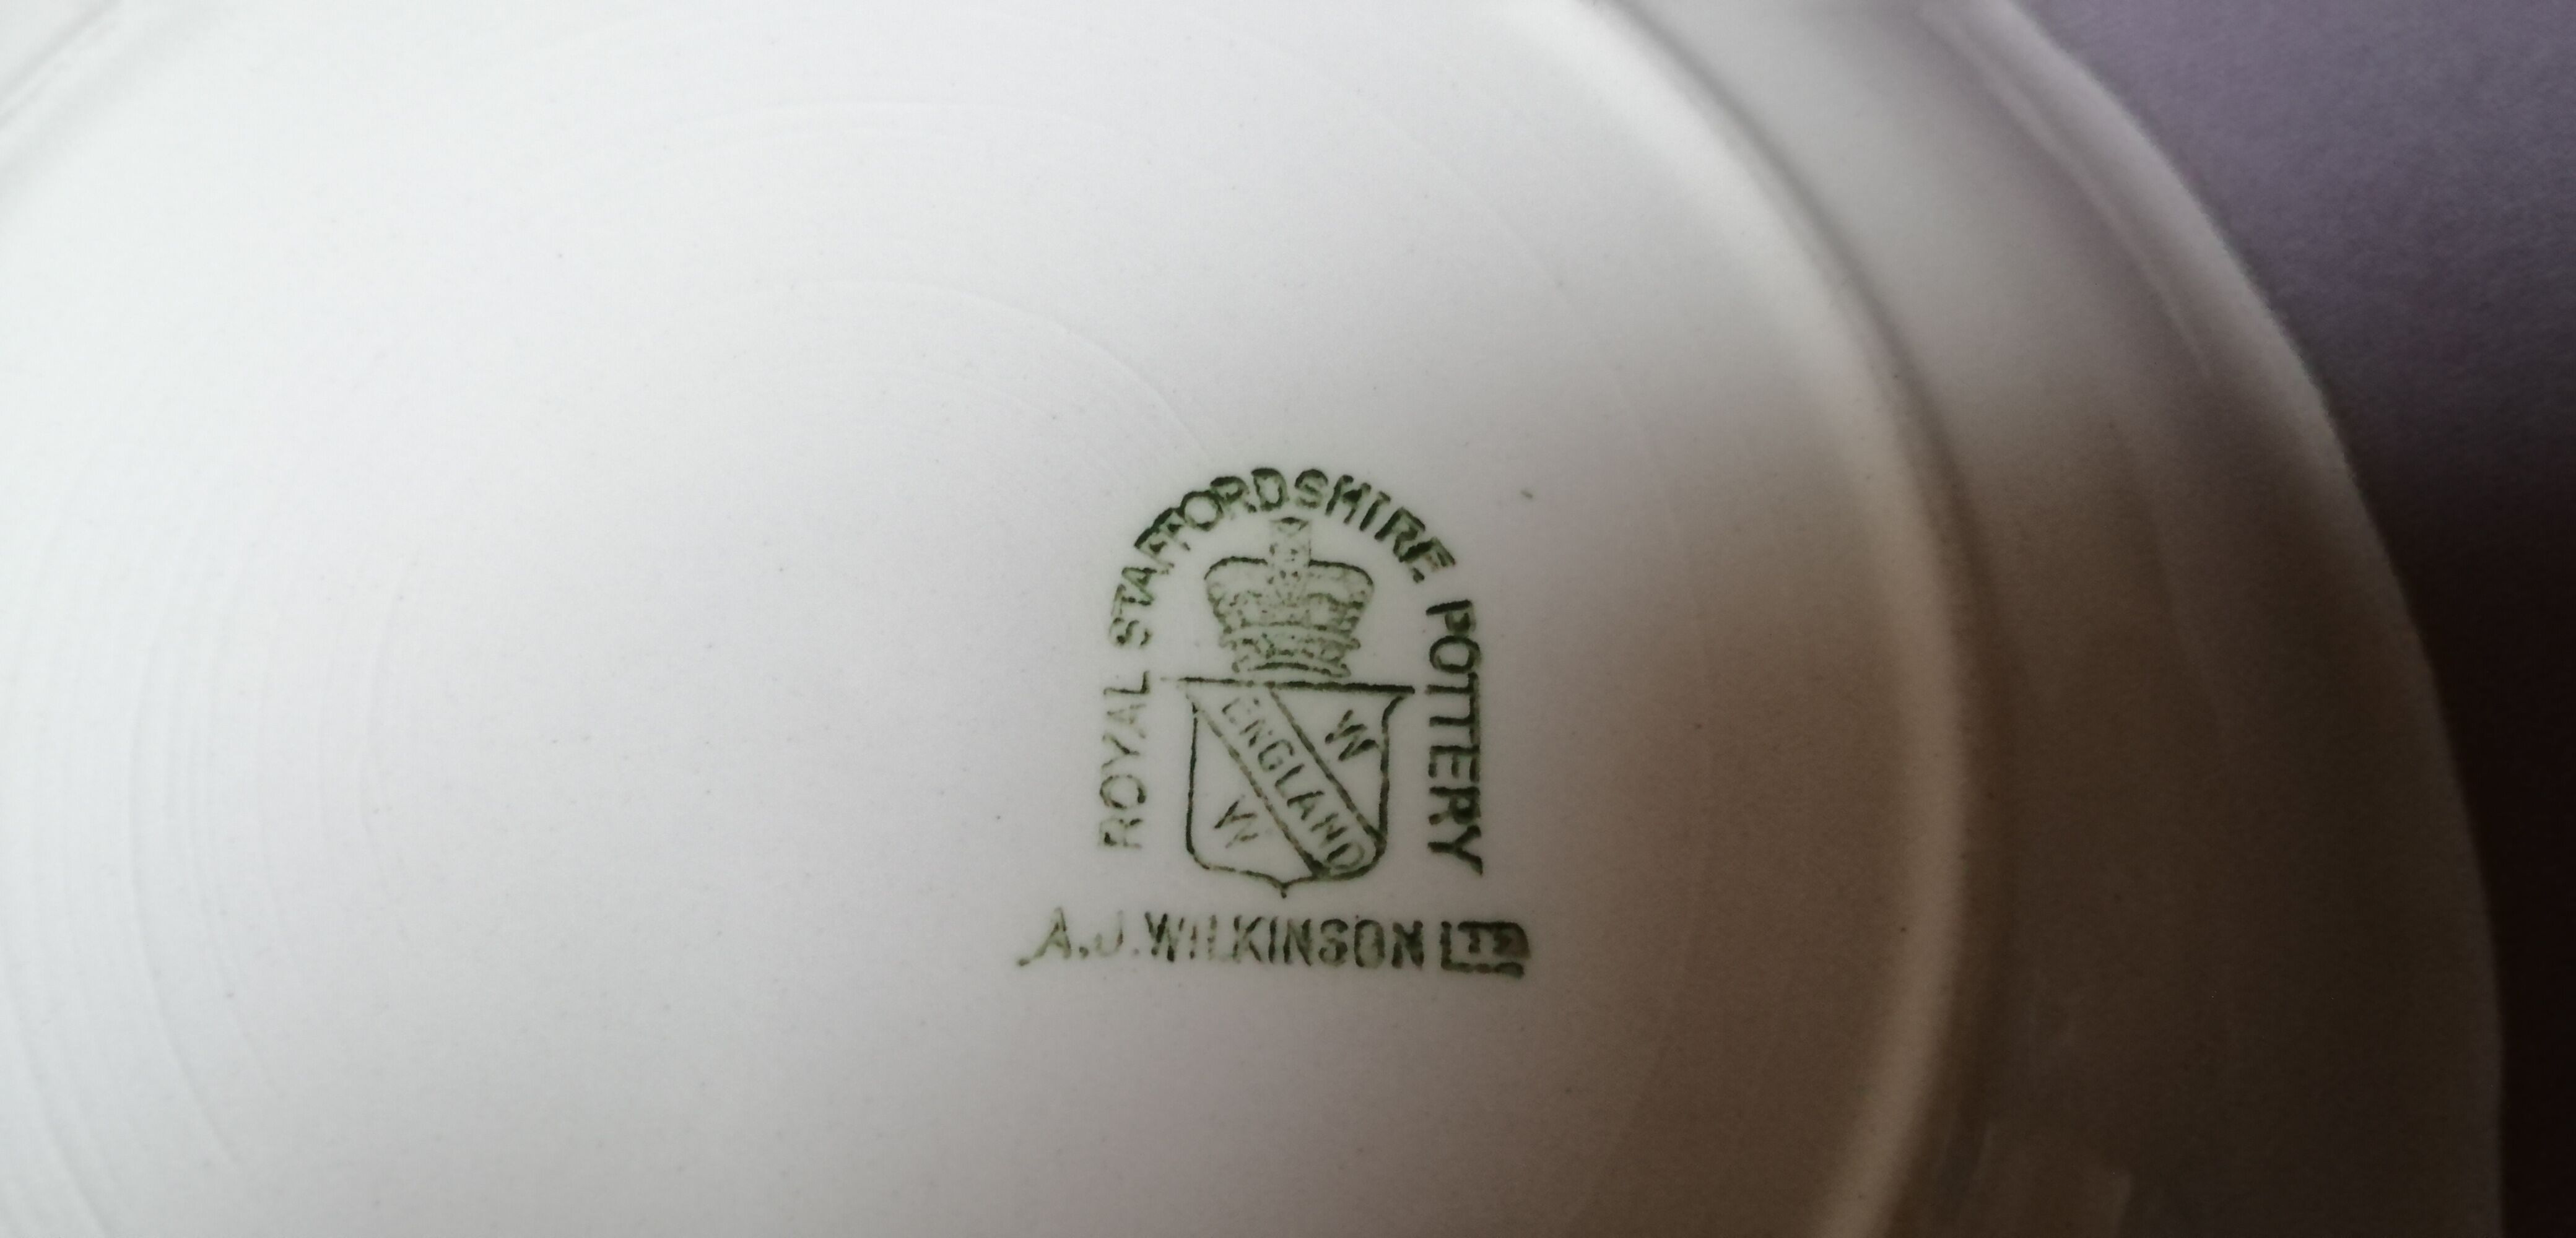 ROYAL STAFFORDSHIRE POTTERY
W
ENGLAND
W
A.J. WILKINSON LTD